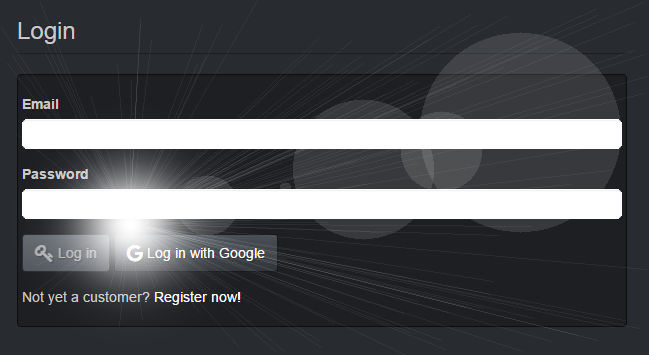 Login
Email
Password
Log in
Log in with Google
Not yet a customer? Register now!